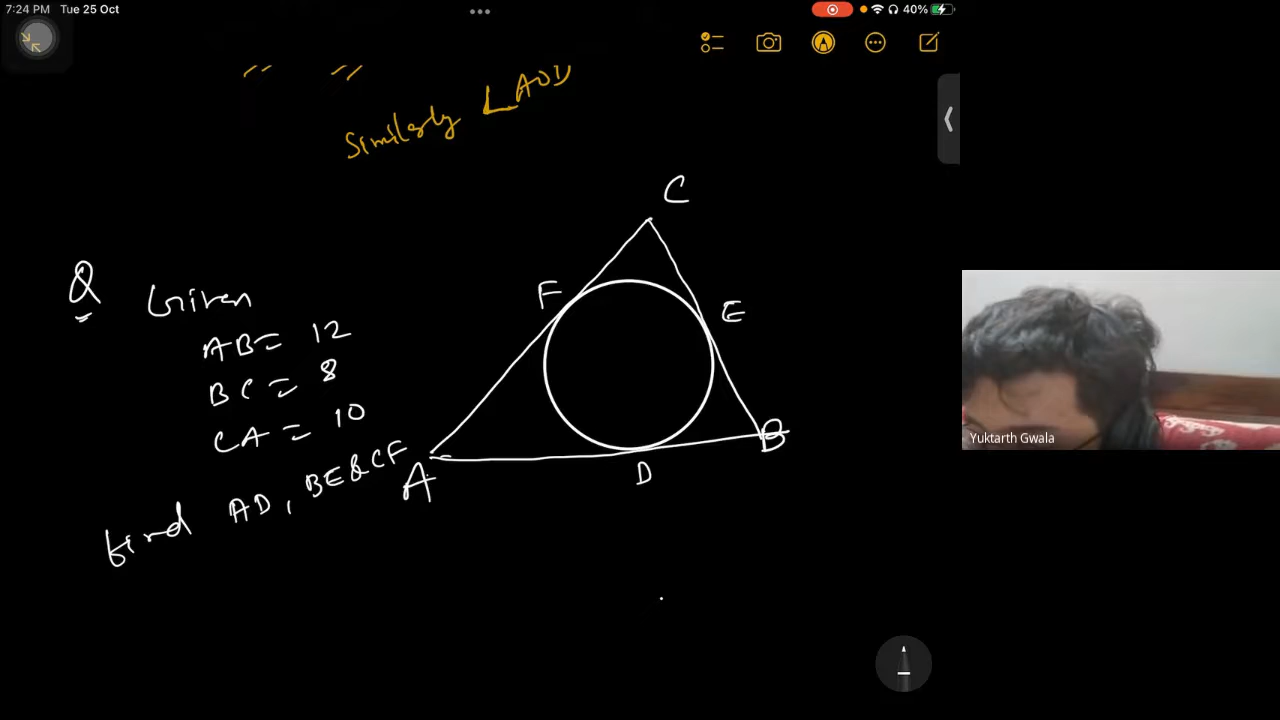 7:24 PM Tue 25 Oct
40%
Similarly ∠AOD
C
Q Given
F
E
AB = 12
BC = 8
CA = 10
B
A
D
find AD, BE & CF
Yuktarth Gwala